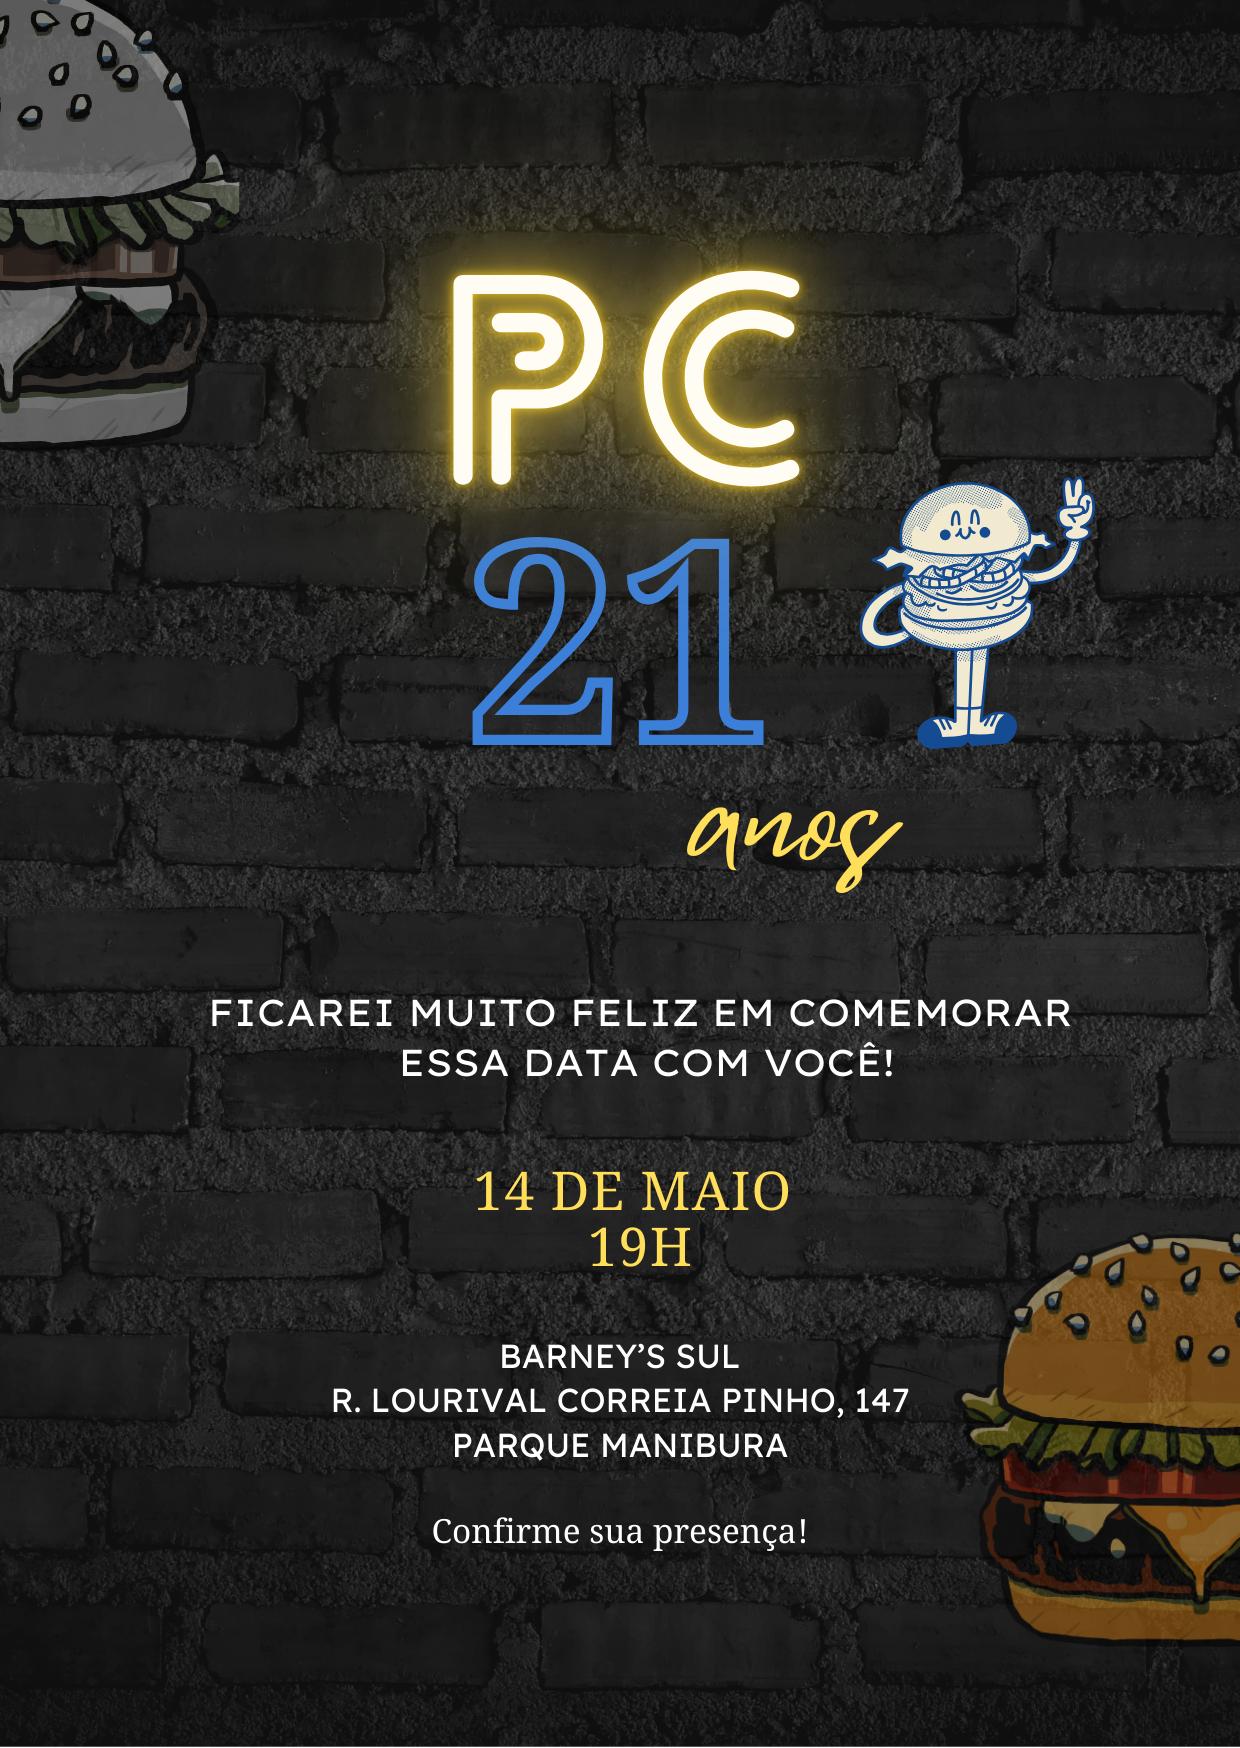 PC
21
anos
FICAREI MUITO FELIZ EM COMEMORAR
ESSA DATA COM VOCÊ!
14 DE MAIO
19H
BARNEY’S SUL
R. LOURIVAL CORREIA PINHO, 147
PARQUE MANIBURA
Confirme sua presença!